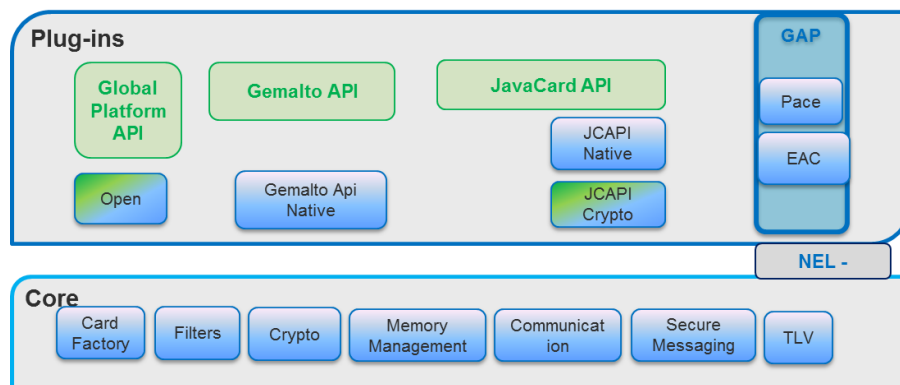 Plug-ins
GAP
Global
Platform
API
Gemalto API
JavaCard API
Pace
JCAPI
Native
EAC
Open
Gemalto Api
Native
JCAPI
Crypto
NEL -
Core
Card
Factory
Filters
Crypto
Memory
Management
Communicat
ion
Secure
Messaging
TLV